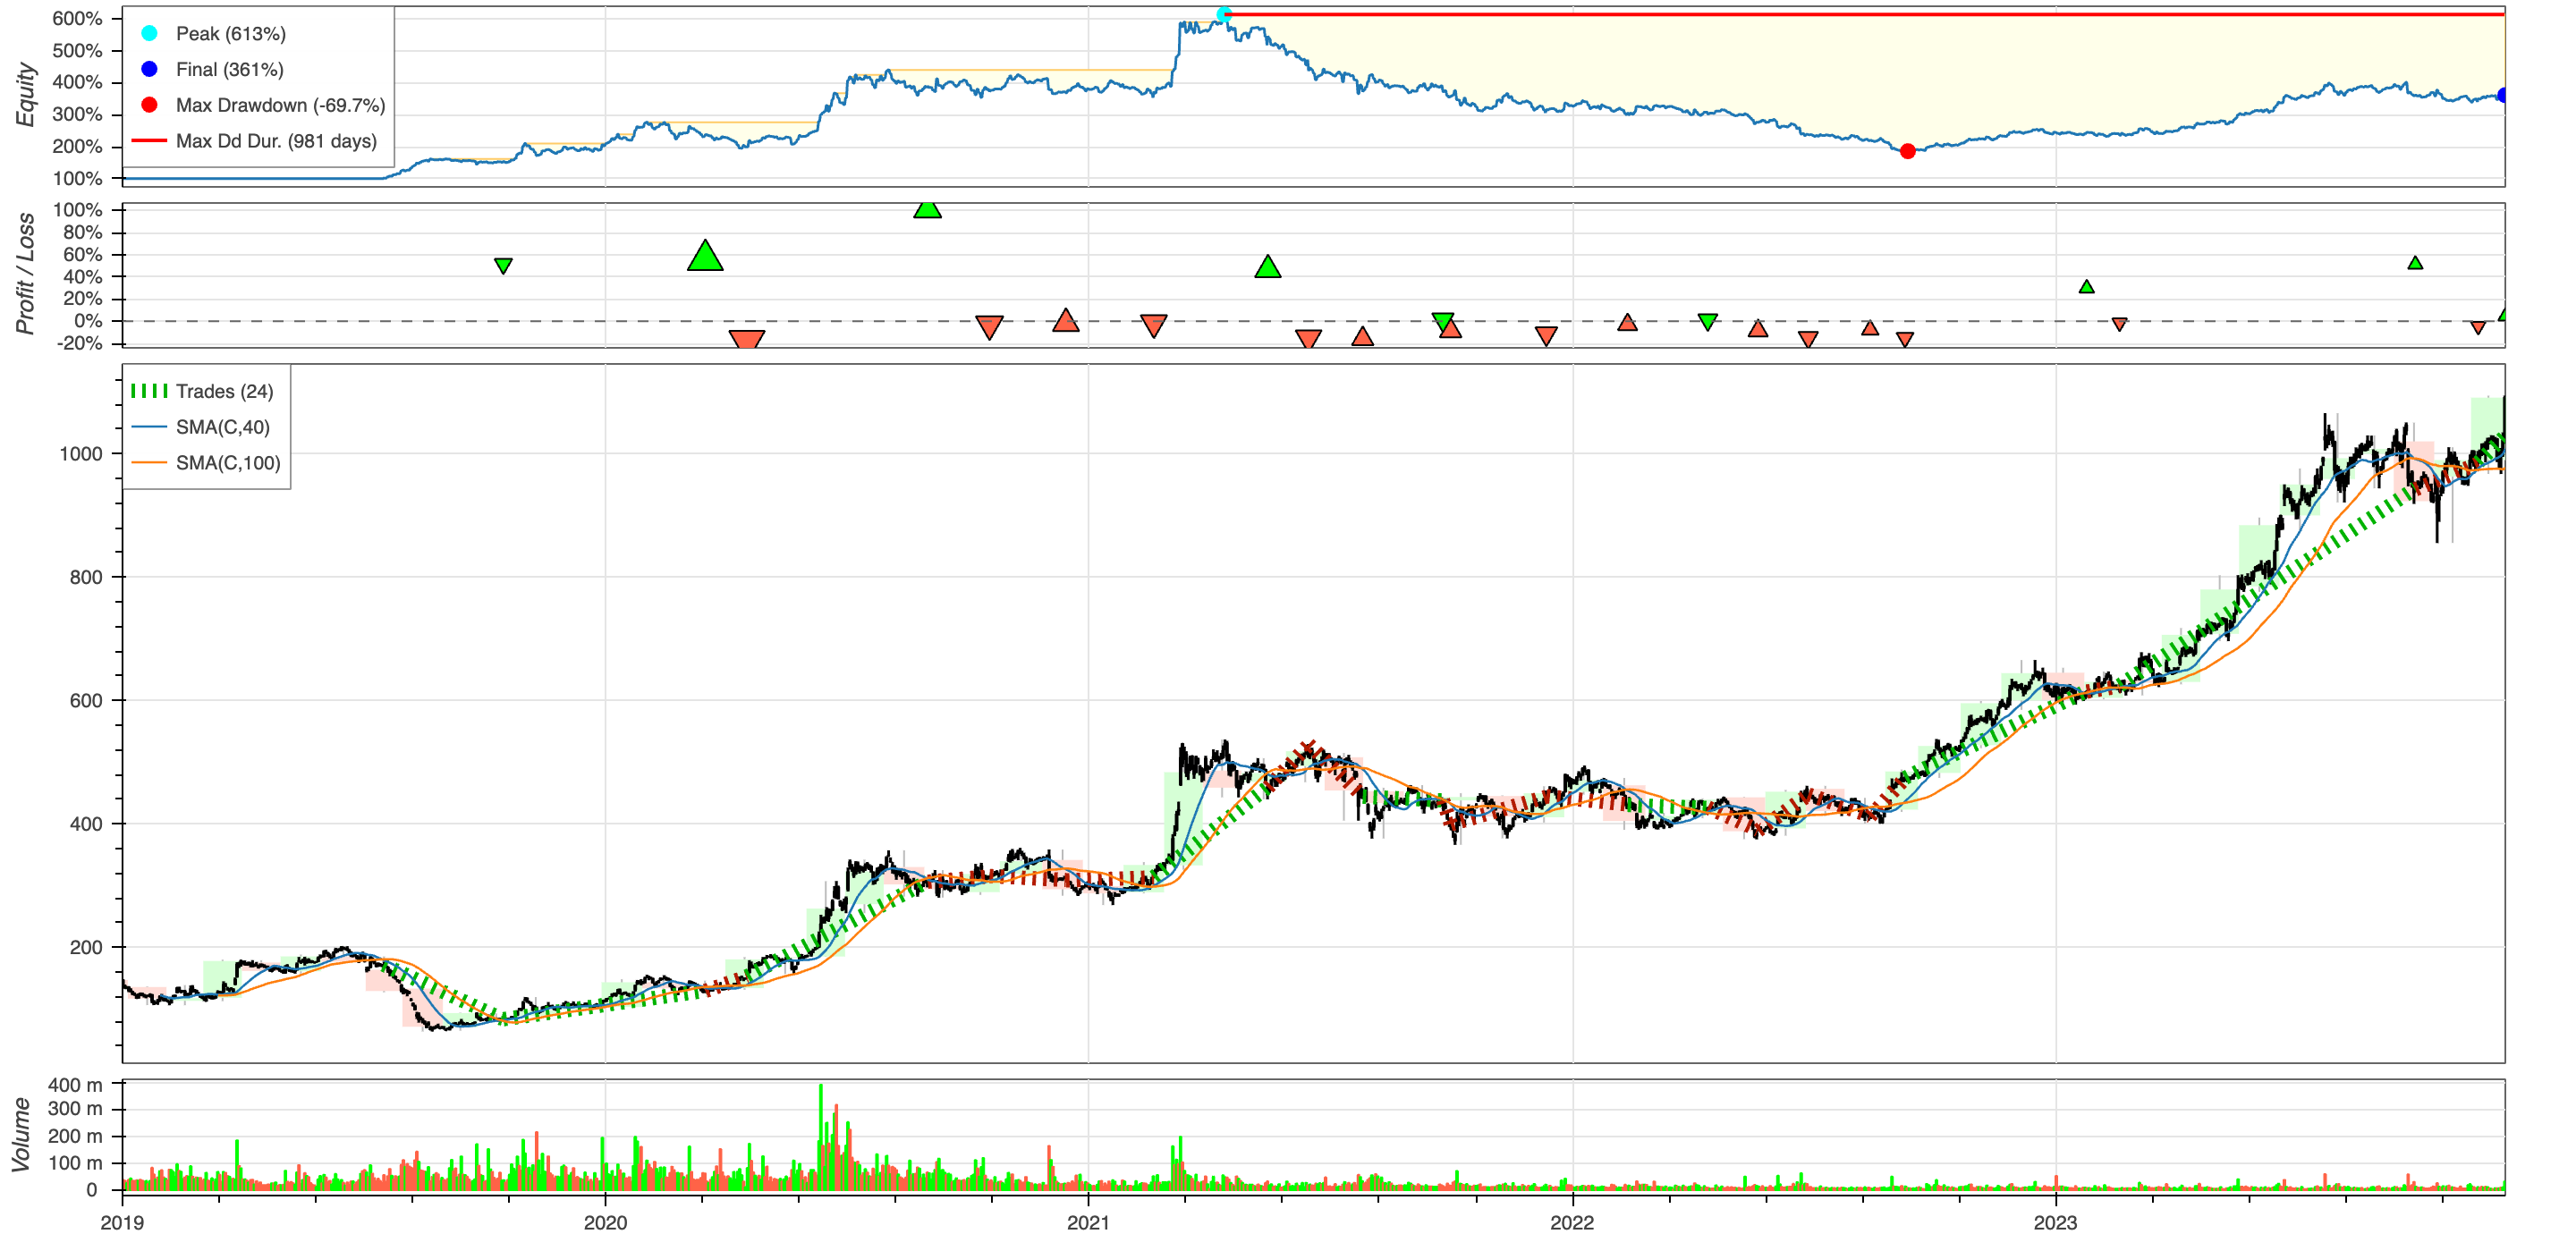 Equity
600%
500%
400%
300%
200%
100%
Peak (613%)
Final (361%)
Max Drawdown (-69.7%)
Max Dd Dur. (981 days)
Profit / Loss
100%
80%
60%
40%
20%
0%
-20%
Trades (24)
SMA(C,40)
SMA(C,100)
1000
800
600
400
200
Volume
400 m
300 m
200 m
100 m
0
2019
2020
2021
2022
2023